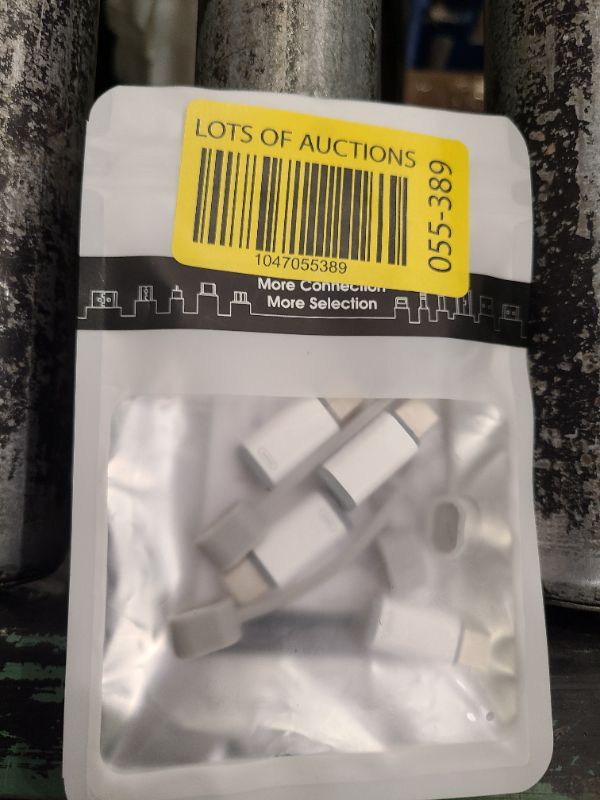 LOTS OF AUCTIONS
055-389
1047055389
More Connection
More Selection